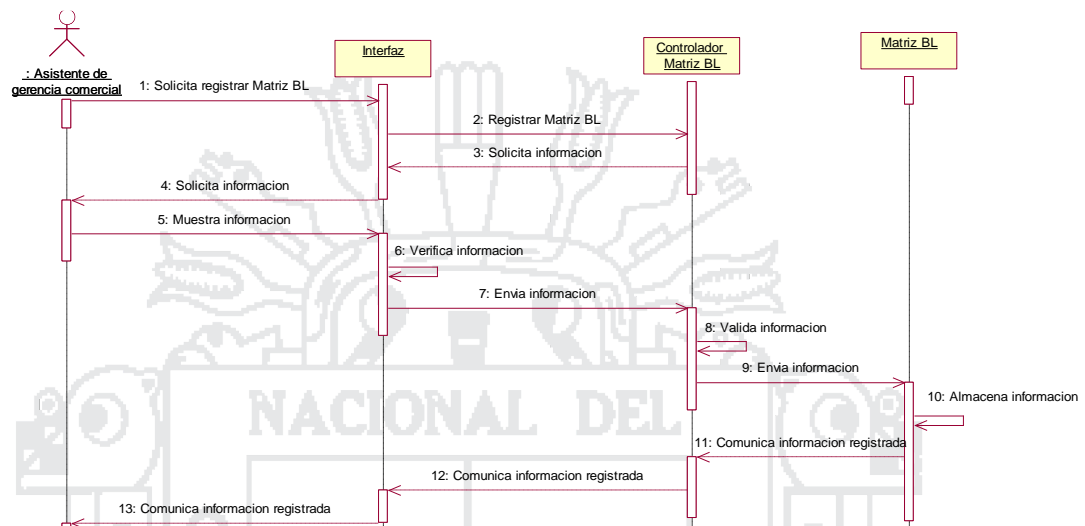 : Asistente de
gerencia comercial
Interfaz
Controlador
Matriz BL
Matriz BL
1: Solicita registrar Matriz BL
2: Registrar Matriz BL
3: Solicita informacion
4: Solicita informacion
5: Muestra informacion
6: Verifica informacion
7: Envia informacion
8: Valida informacion
9: Envia informacion
10: Almacena informacion
11: Comunica informacion registrada
12: Comunica informacion registrada
13: Comunica informacion registrada
NACIONAL DEL